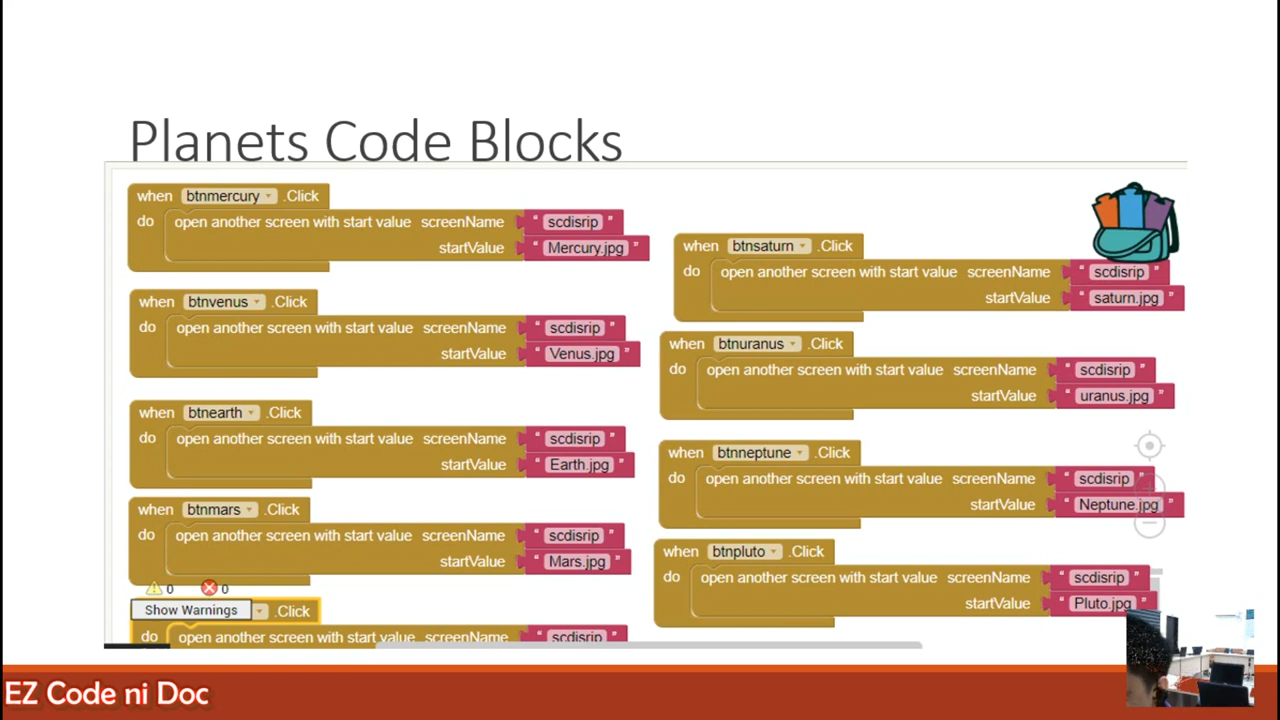 Planets Code Blocks
when btnmercury .Click
do open another screen with start value screenName " scdisrip "
startValue " Mercury.jpg "
when btnvenus .Click
do open another screen with start value screenName " scdisrip "
startValue " Venus.jpg "
when btnearth .Click
do open another screen with start value screenName " scdisrip "
startValue " Earth.jpg "
when btnmars .Click
do open another screen with start value screenName " scdisrip "
startValue " Mars.jpg "
0 0
Show Warnings .Click
do open another screen with start value screenName " scdisrip "
when btnsaturn .Click
do open another screen with start value screenName " scdisrip "
startValue " saturn.jpg "
when btnuranus .Click
do open another screen with start value screenName " scdisrip "
startValue " uranus.jpg "
when btnneptune .Click
do open another screen with start value screenName " scdisrip "
startValue " Neptune.jpg "
when btnpluto .Click
do open another screen with start value screenName " scdisrip "
startValue " Pluto.jpg "
EZ Code ni Doc